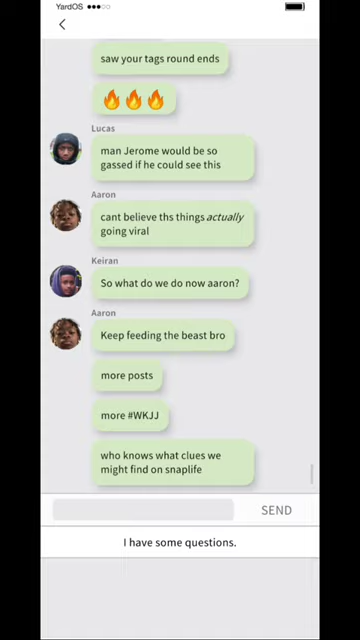 YardOS
saw your tags round ends
🔥🔥🔥
Lucas
man Jerome would be so
gassed if he could see this
Aaron
cant believe ths things actually
going viral
Keiran
So what do we do now aaron?
Aaron
Keep feeding the beast bro
more posts
more #WKJJ
who knows what clues we
might find on snaplife
SEND
I have some questions.